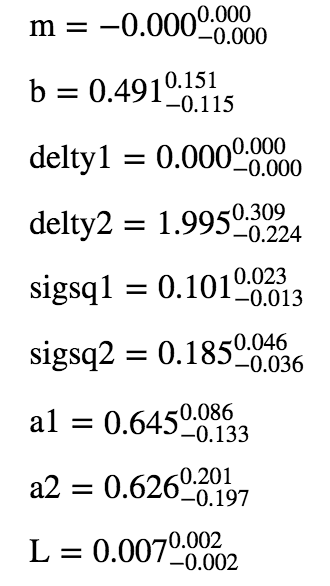 m = −0.000^{0.000}_{−0.000}
b = 0.491^{0.151}_{−0.115}
delty1 = 0.000^{0.000}_{−0.000}
delty2 = 1.995^{0.309}_{−0.224}
sigsq1 = 0.101^{0.023}_{−0.013}
sigsq2 = 0.185^{0.046}_{−0.036}
a1 = 0.645^{0.086}_{−0.133}
a2 = 0.626^{0.201}_{−0.197}
L = 0.007^{0.002}_{−0.002}